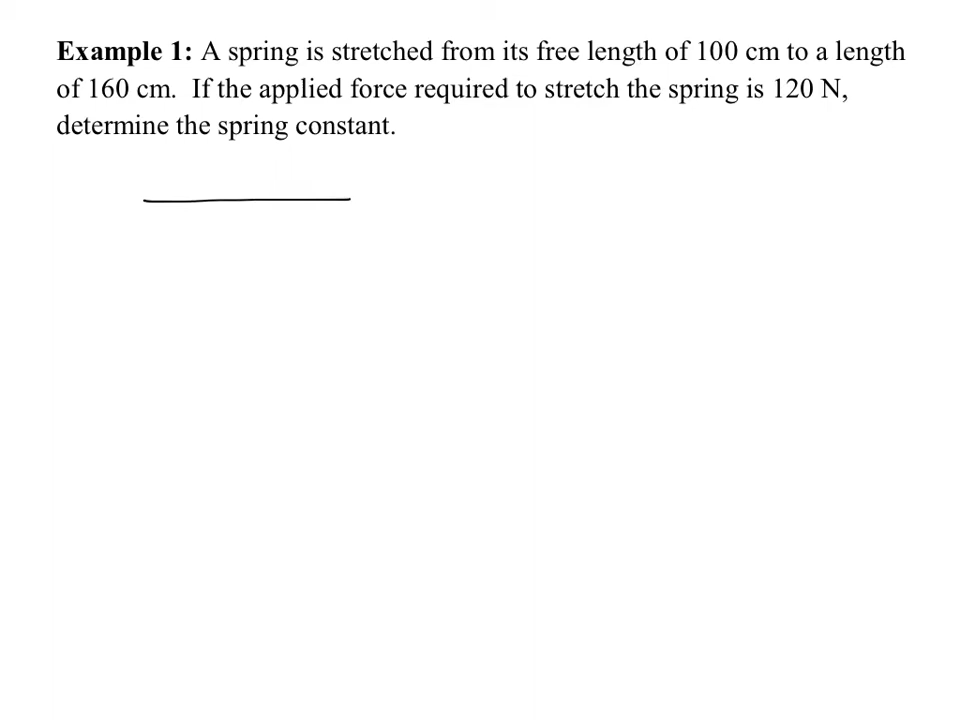 Example 1: A spring is stretched from its free length of 100 cm to a length
of 160 cm.  If the applied force required to stretch the spring is 120 N,
determine the spring constant.